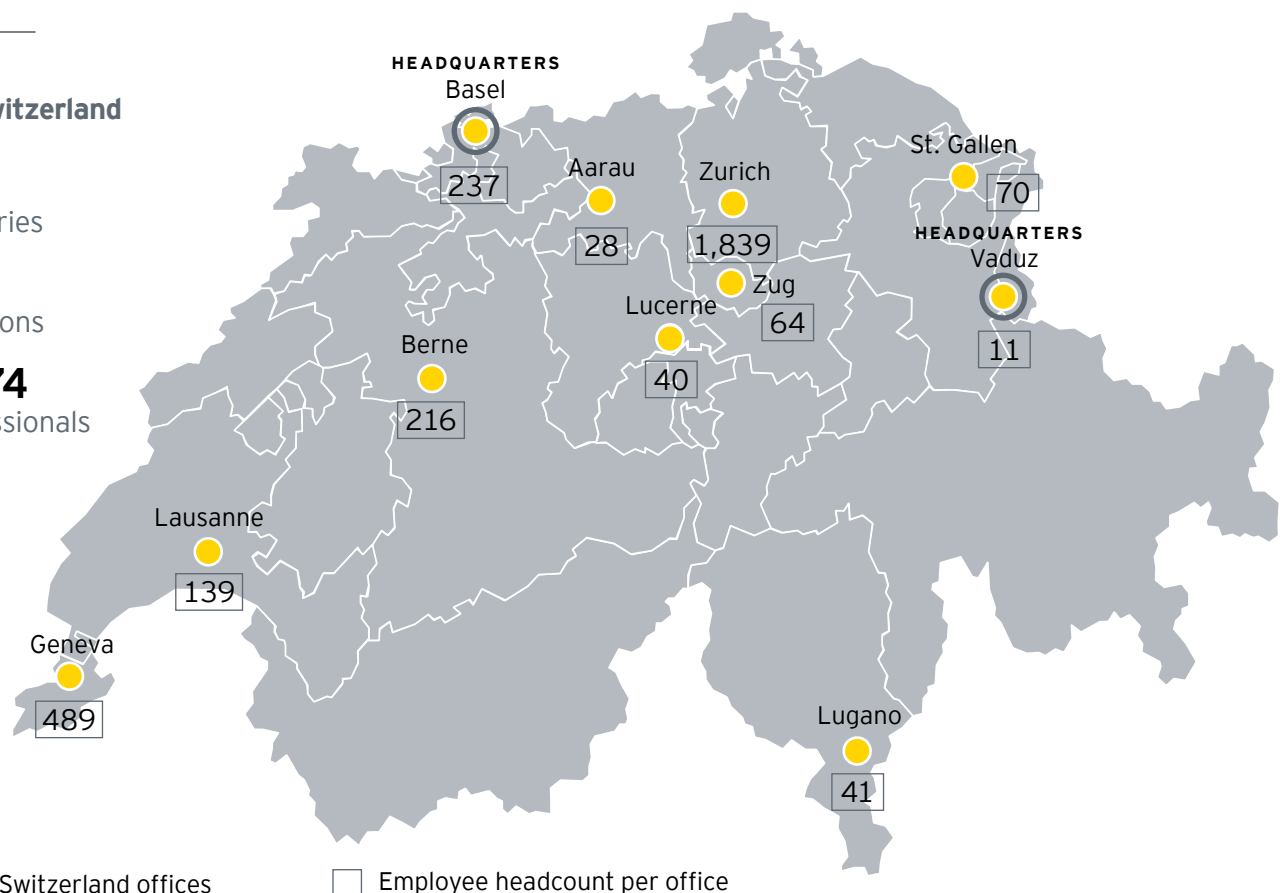 witzerland
ries
ons
74
ssionals
HEADQUARTERS
Basel
237
Aarau
28
Zurich
1,839
St. Gallen
70
HEADQUARTERS
Vaduz
11
Zug
64
Lucerne
40
Berne
216
Lausanne
139
Geneva
489
Lugano
41
Switzerland offices
Employee headcount per office